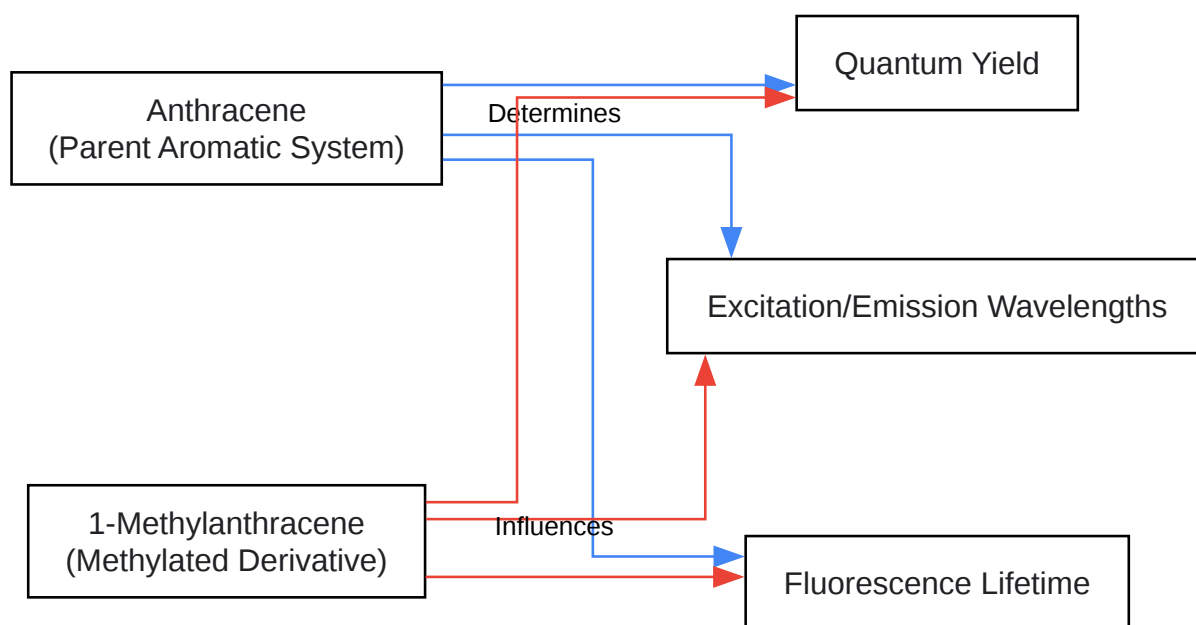 Quantum Yield
Anthracene
(Parent Aromatic System)
Determines
Excitation/Emission Wavelengths
1-Methylanthracene
(Methylated Derivative)
Influences
Fluorescence Lifetime